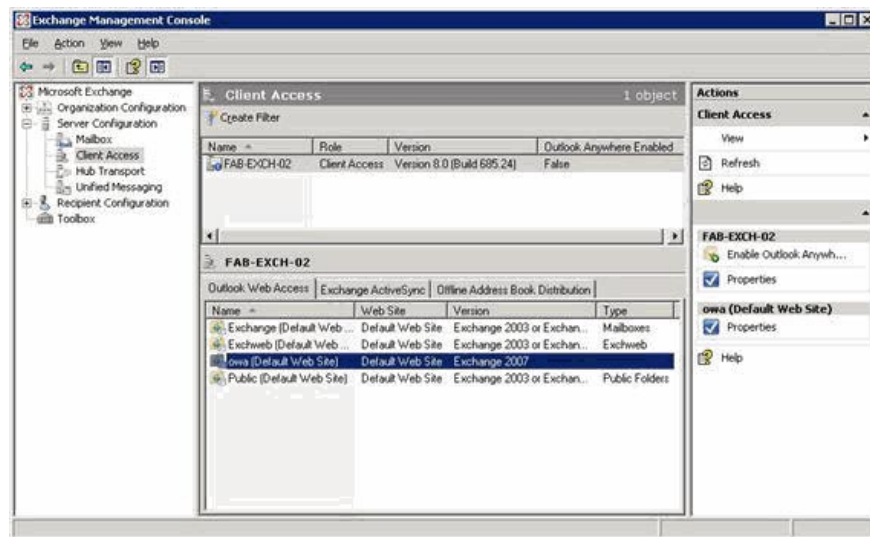 Exchange Management Console
File Action View Help
Microsoft Exchange
Organization Configuration
Server Configuration
Mailbox
Client Access
Hub Transport
Unified Messaging
Recipient Configuration
Toolbox
Client Access 1 object
Create Filter
Name Role Version Outlook Anywhere Enabled
FAB-EXCH-02 Client Access Version 8.0 (Build 685.24) False
FAB-EXCH-02
Outlook Web Access Exchange ActiveSync Offline Address Book Distribution
Name Web Site Version Type
Exchange (Default Web ... Default Web Site Exchange 2003 or Exchan... Mailboxes
Exchweb (Default Web ... Default Web Site Exchange 2003 or Exchan... Exchweb
owa (Default Web Site) Default Web Site Exchange 2007
Public (Default Web Site) Default Web Site Exchange 2003 or Exchan... Public Folders
Actions
Client Access
View
Refresh
Help
FAB-EXCH-02
Enable Outlook Anywh...
Properties
owa (Default Web Site)
Properties
Help